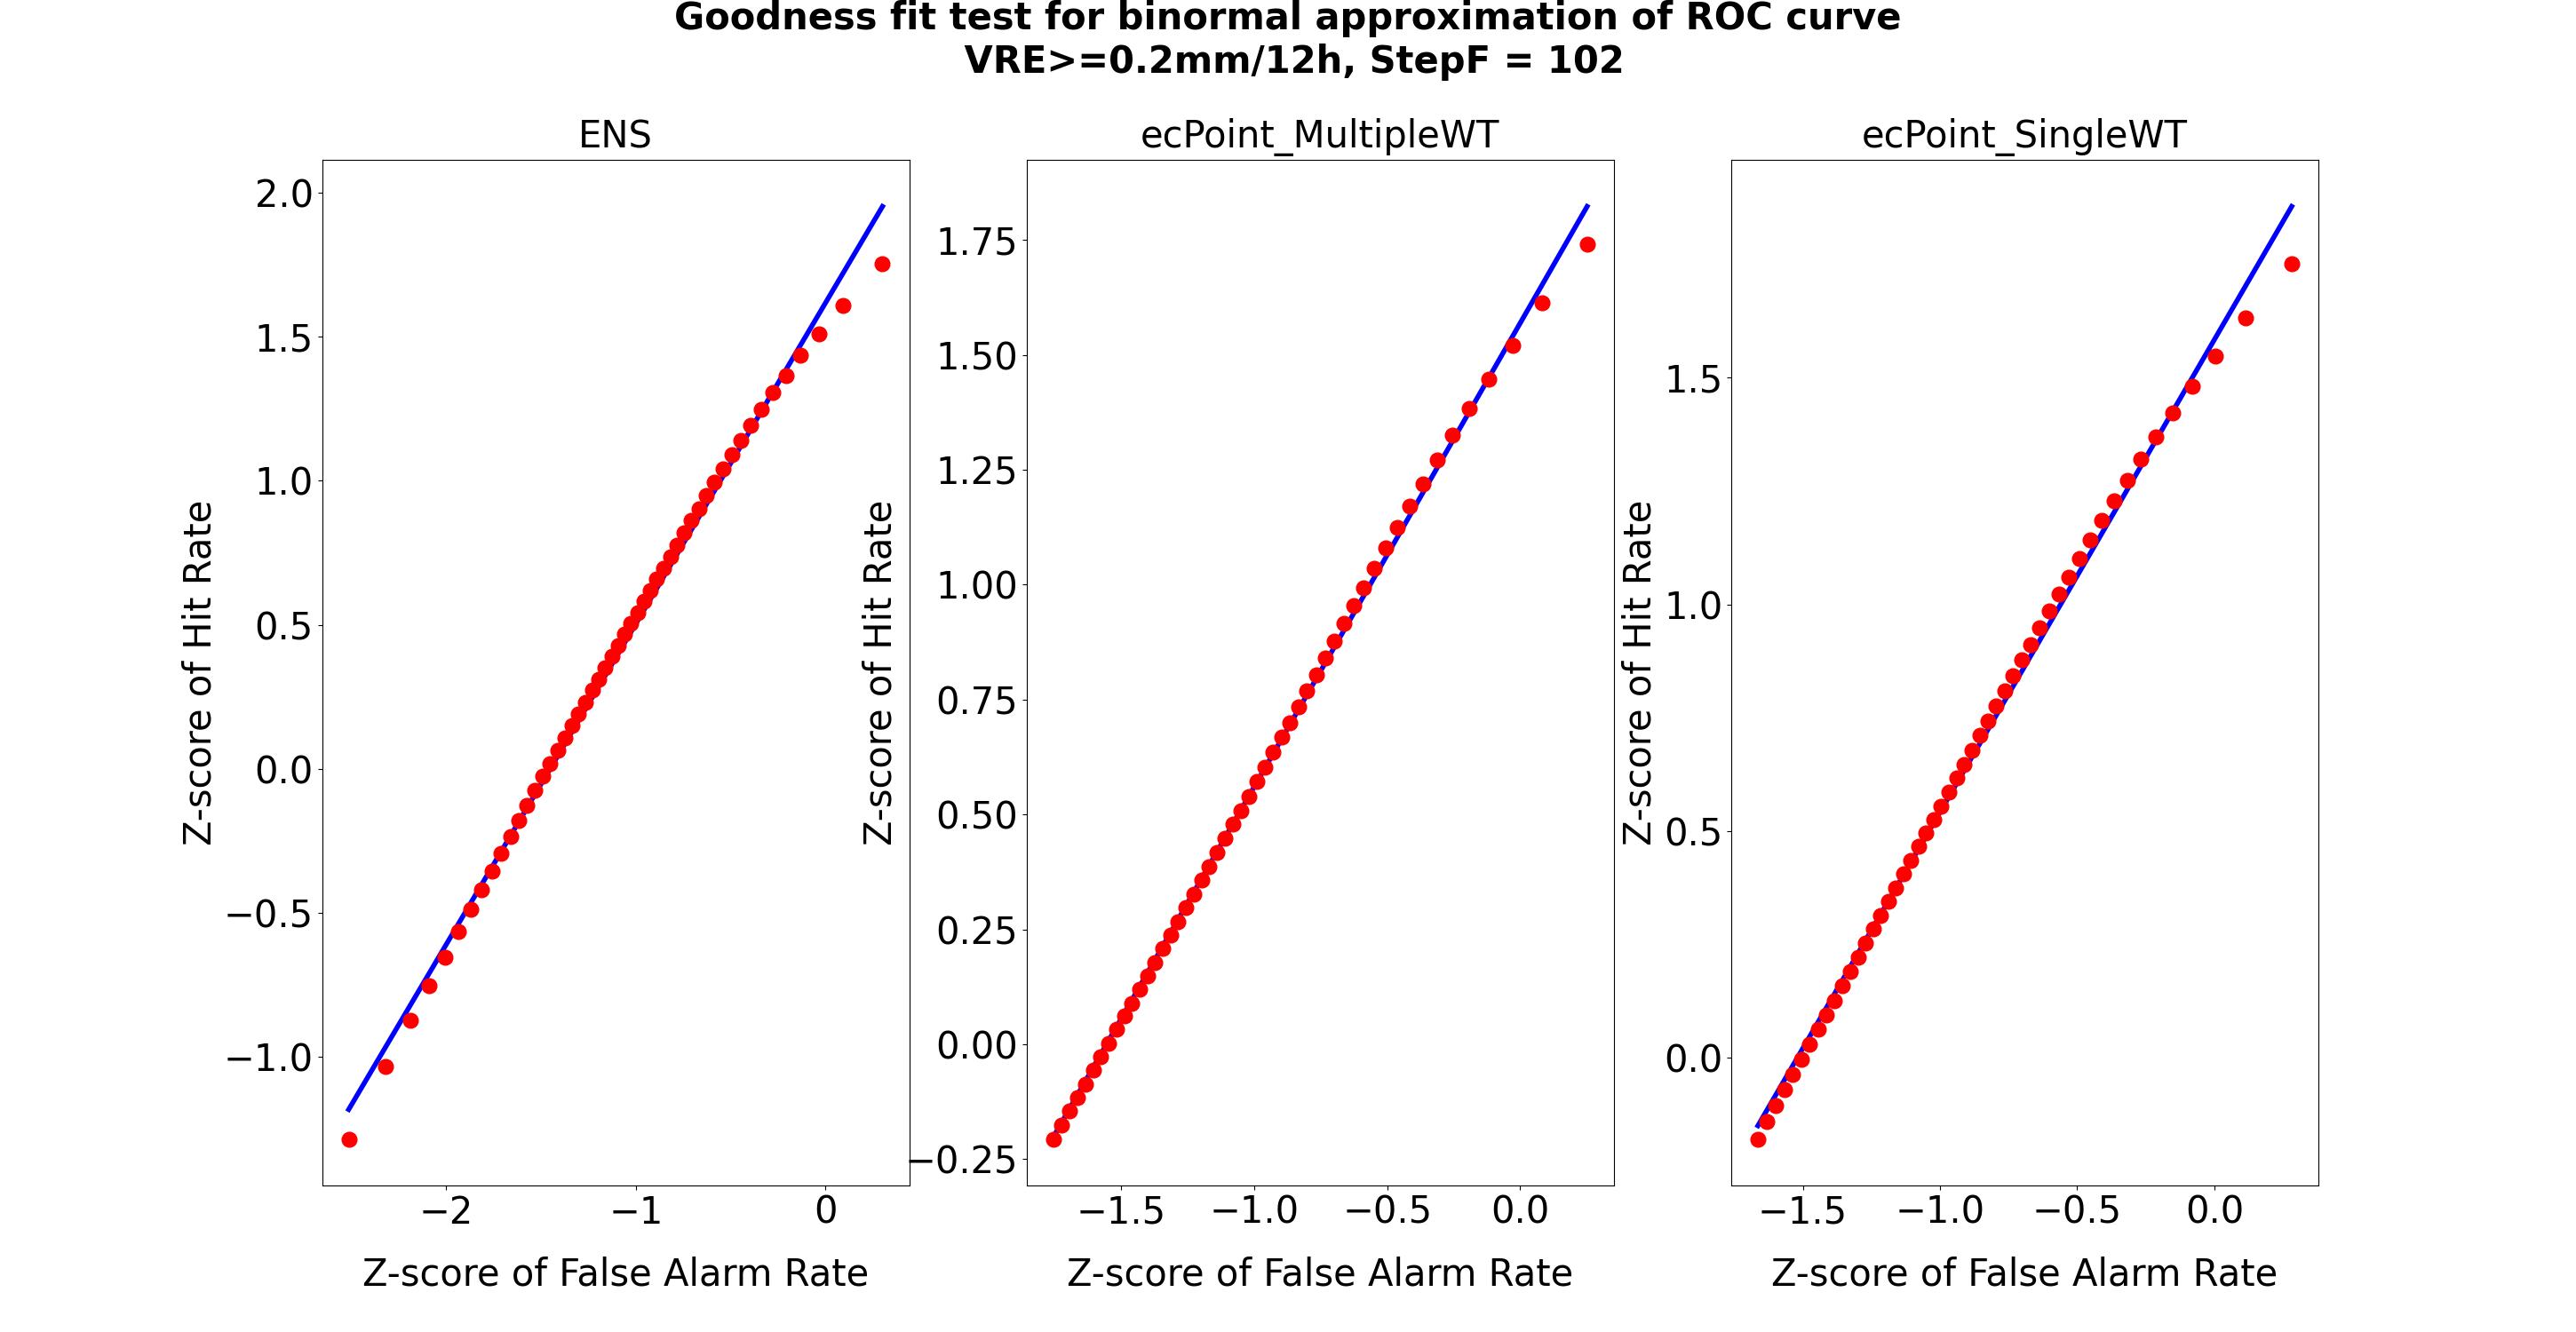 Goodness fit test for binormal approximation of ROC curve
VRE>=0.2mm/12h, StepF = 102
ENS
2.0
1.5
1.0
0.5
0.0
−0.5
−1.0
−2
−1
0
Z-score of Hit Rate
Z-score of False Alarm Rate
ecPoint_MultipleWT
1.75
1.50
1.25
1.00
0.75
0.50
0.25
0.00
−0.25
−1.5
−1.0
−0.5
0.0
Z-score of Hit Rate
Z-score of False Alarm Rate
ecPoint_SingleWT
1.5
1.0
0.5
0.0
−1.5
−1.0
−0.5
0.0
Z-score of Hit Rate
Z-score of False Alarm Rate